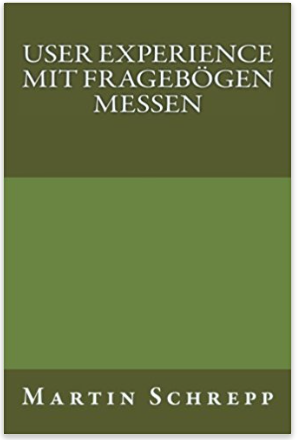 USER EXPERIENCE
MIT FRAGEBÖGEN
MESSEN
MARTIN SCHREPP